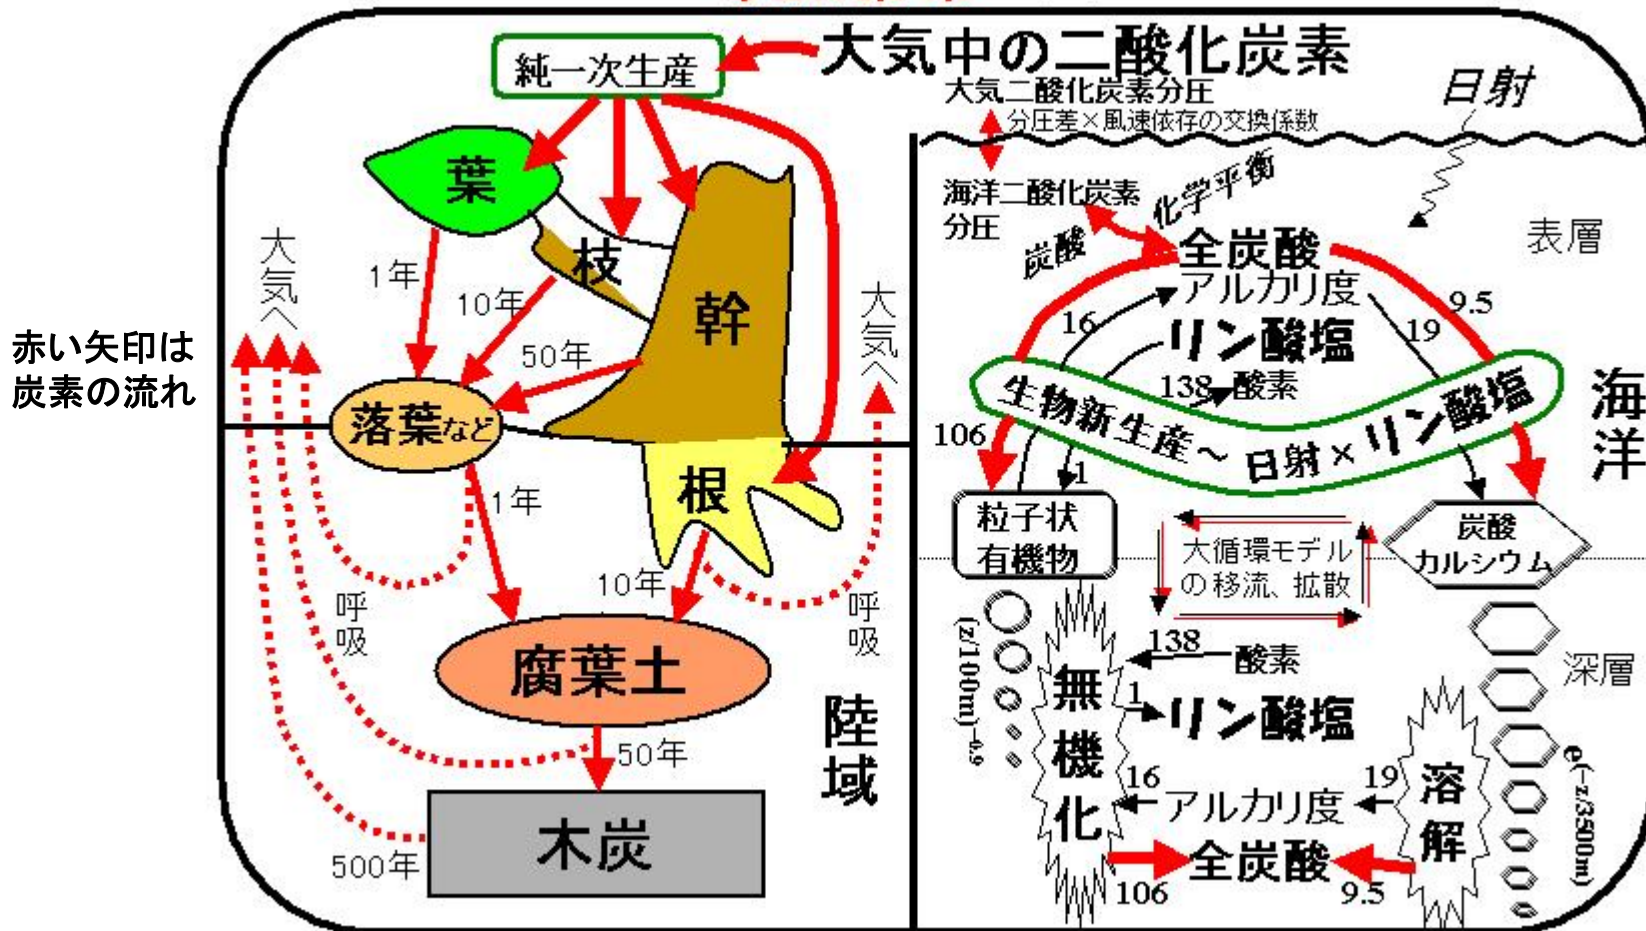 大気中の二酸化炭素
純一次生産
大気二酸化炭素分圧
分圧差×風速依存の交換係数
日射
葉
枝
幹
根
1年
10年
50年
大気へ
大気へ
赤い矢印は
炭素の流れ
落葉など
1年
10年
呼吸
呼吸
腐葉土
50年
木炭
500年
陸域
海洋二酸化炭素
分圧
炭酸
化学平衡
全炭酸
アルカリ度
リン酸塩
16
19
9.5
138
酸素
表層
海洋
生物新生産～日射×リン酸塩
106
1
粒子状
有機物
大循環モデル
の移流、拡散
炭酸
カルシウム
(z/100m)^-0.9
無機化
138
酸素
1
リン酸塩
深層
16
アルカリ度
19
溶解
e(-z/3500m)
全炭酸
106
9.5